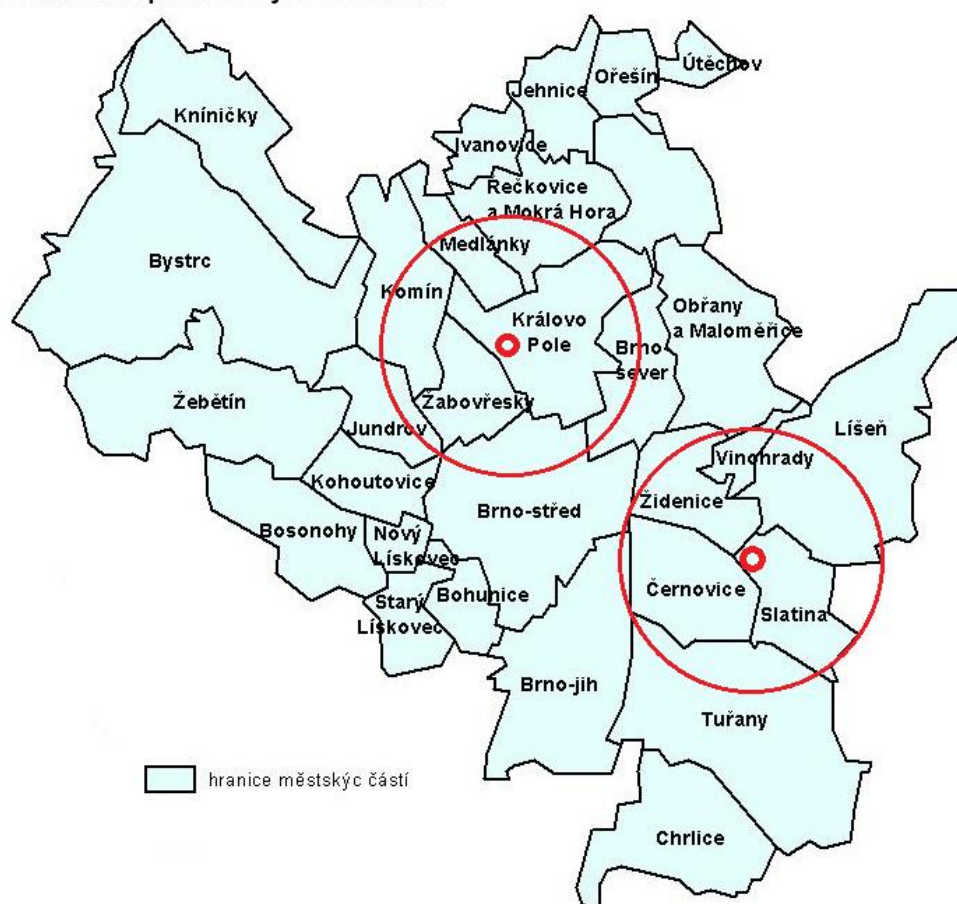 Útěchov
Ořešín
Jehnice
Kníničky
Ivanovice
Rečkovice
a Mokrá Hora
Medlánky
Bystrc
Komín
Obřany
a Maloměřice
Královo
Pole
Brno
sever
Žebětín
Žabovřesky
Jundrov
Líšeň
Vinohrady
Kohoutovice
Židenice
Brno-střed
Bosonohy
Nový
Lískovec
Černovice
Bohunice
Starý
Lískovec
Slatina
Brno-jih
Tuřany
hranice městskýc částí
Chrlice